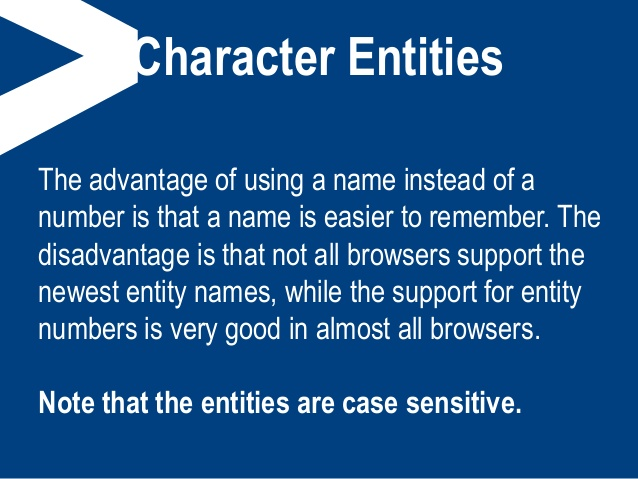 Character Entities
The advantage of using a name instead of a
number is that a name is easier to remember. The
disadvantage is that not all browsers support the
newest entity names, while the support for entity
numbers is very good in almost all browsers.
Note that the entities are case sensitive.